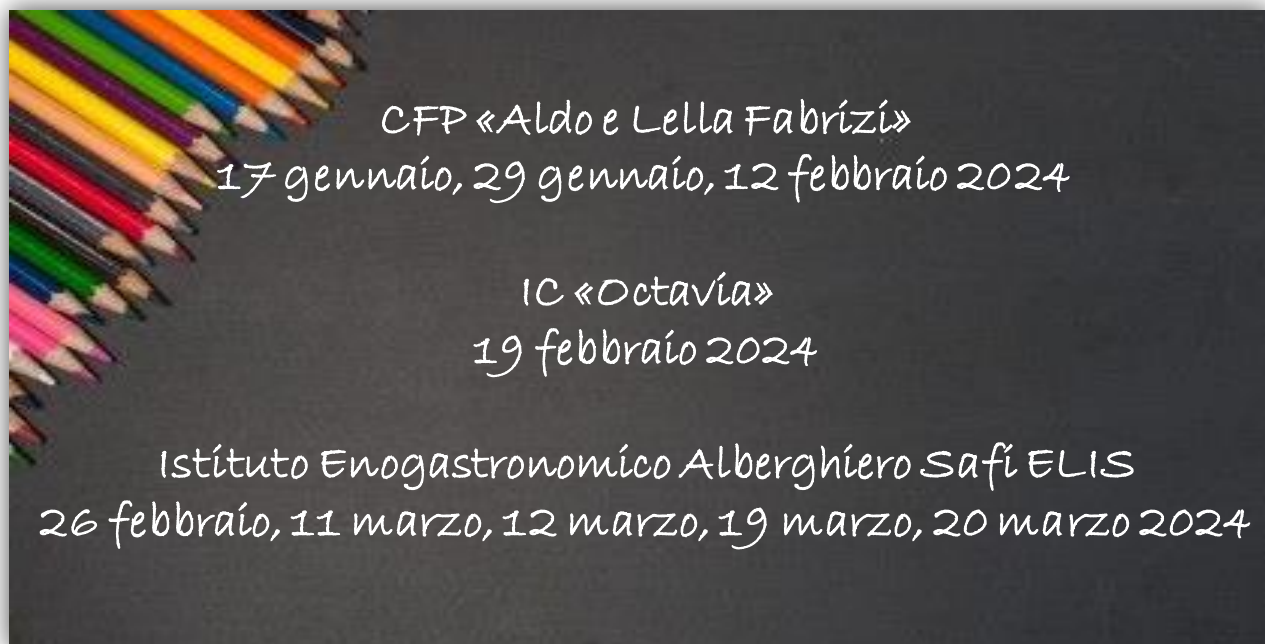 CFP «Aldo e Lella Fabrizi»
17 gennaio, 29 gennaio, 12 febbraio 2024
IC «Octavia»
19 febbraio 2024
Istituto Enogastronomico Alberghiero Safi ELIS
26 febbraio, 11 marzo, 12 marzo, 19 marzo, 20 marzo 2024